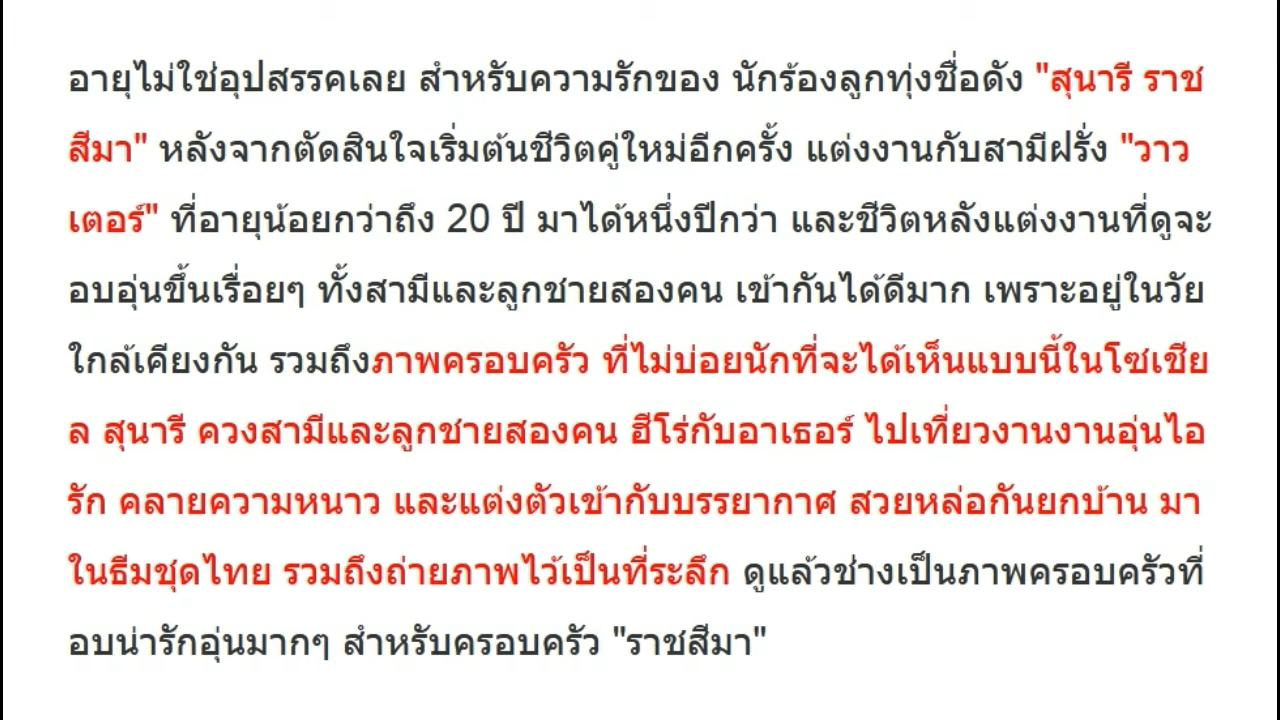 อายุไม่ใช่อุปสรรคเลย สำหรับความรักของ นักร้องลูกทุ่งชื่อดัง "สุนารี ราช
สีมา" หลังจากตัดสินใจเริ่มต้นชีวิตคู่ใหม่อีกครั้ง แต่งงานกับสามีฝรั่ง "วาว
เตอร์" ที่อายุน้อยกว่าถึง 20 ปี มาได้หนึ่งปีกว่า และชีวิตหลังแต่งงานที่ดูจะ
อบอุ่นขึ้นเรื่อยๆ ทั้งสามีและลูกชายสองคน เข้ากันได้ดีมาก เพราะอยู่ในวัย
ใกล้เคียงกัน รวมถึงภาพครอบครัว ที่ไม่บ่อยนักที่จะได้เห็นแบบนี้ในโซเชีย
ล สุนารี ควงสามีและลูกชายสองคน ฮีโร่กับอาเธอร์ ไปเที่ยวงานงานอุ่นไอ
รัก คลายความหนาว และแต่งตัวเข้ากับบรรยากาศ สวยหล่อกันยกบ้าน มา
ในธีมชุดไทย รวมถึงถ่ายภาพไว้เป็นที่ระลึก ดูแล้วช่างเป็นภาพครอบครัวที่
อบน่ารักอุ่นมากๆ สำหรับครอบครัว "ราชสีมา"